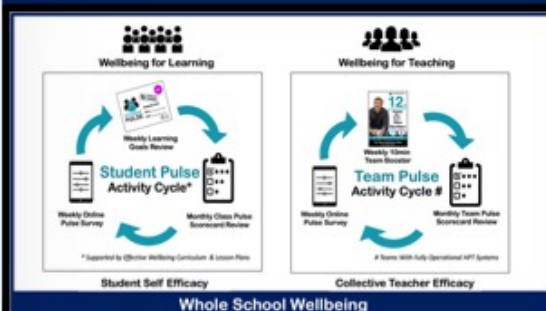 Wellbeing for Learning
Weekly Learning
Goals Review
Student Pulse
Activity Cycle*
Weekly Online
Pulse Survey
Monthly Class Pulse
Scorecard Review
* Supported by Effective Wellbeing Curriculum & Lesson Plans
Student Self Efficacy
Wellbeing for Teaching
12
Weekly 10min
Team Booster
Team Pulse
Activity Cycle #
Weekly Online
Pulse Survey
Monthly Team Pulse
Scorecard Review
# Teams With Fully Operational HPT Systems
Collective Teacher Efficacy
Whole School Wellbeing